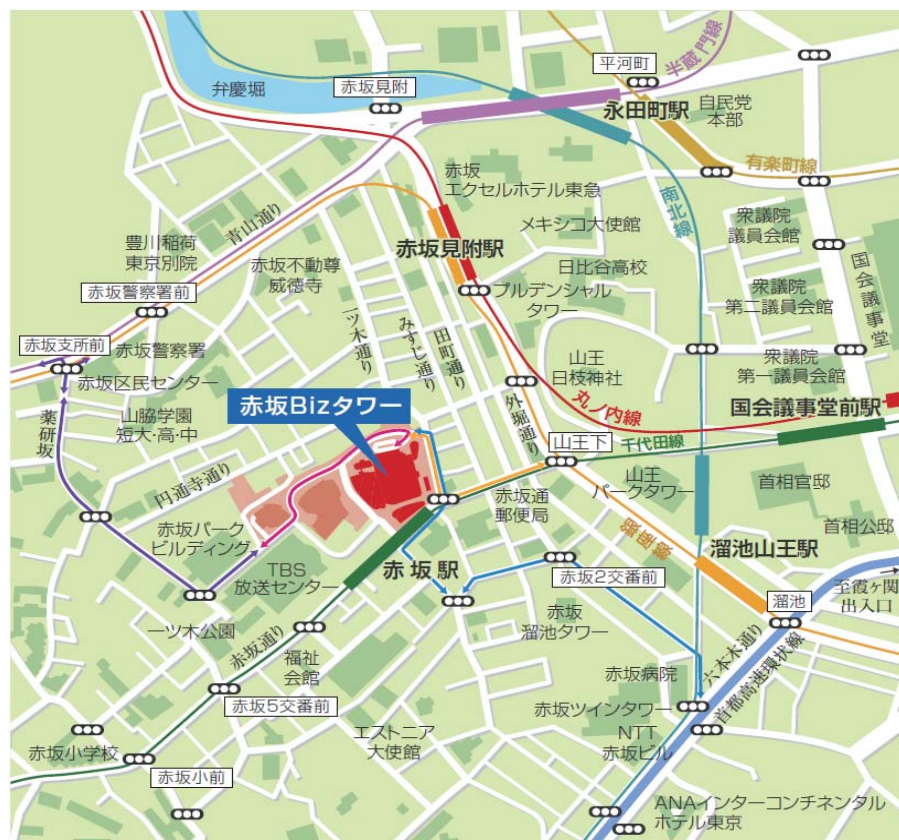 平河町
半蔵門線
弁慶堀
赤坂見附
永田町駅
自民党
本部
有楽町線
赤坂
エクセルホテル東急
南北線
青山通り
メキシコ大使館
衆議院
議員会館
豊川稲荷
東京別院
赤坂不動尊
威徳寺
赤坂見附駅
日比谷高校
国会議事堂
プルデンシャル
タワー
衆議院
第二議員会館
赤坂警察署前
一ツ木通り
みすじ通り
田町通り
赤坂支所前
赤坂警察署
赤坂区民センター
山王
日枝神社
衆議院
第一議員会館
赤坂Bizタワー
外堀通り
丸ノ内線
国会議事堂前駅
薬研坂
山脇学園
短大・高・中
山王下
千代田線
円通寺通り
山王
パークタワー
首相官邸
赤坂通
郵便局
赤坂パーク
ビルディング
銀座線
首相公邸
TBS
放送センター
赤坂駅
溜池山王駅
赤坂2交番前
至霞ヶ関
出入口
溜池
一ツ木公園
赤坂通り
赤坂
溜池タワー
六本木通り
首都高速環状線
福祉
会館
赤坂病院
赤坂5交番前
赤坂ツインタワー
エストニア
大使館
NTT
赤坂ビル
赤坂小学校
赤坂小前
ANAインターコンチネンタル
ホテル東京